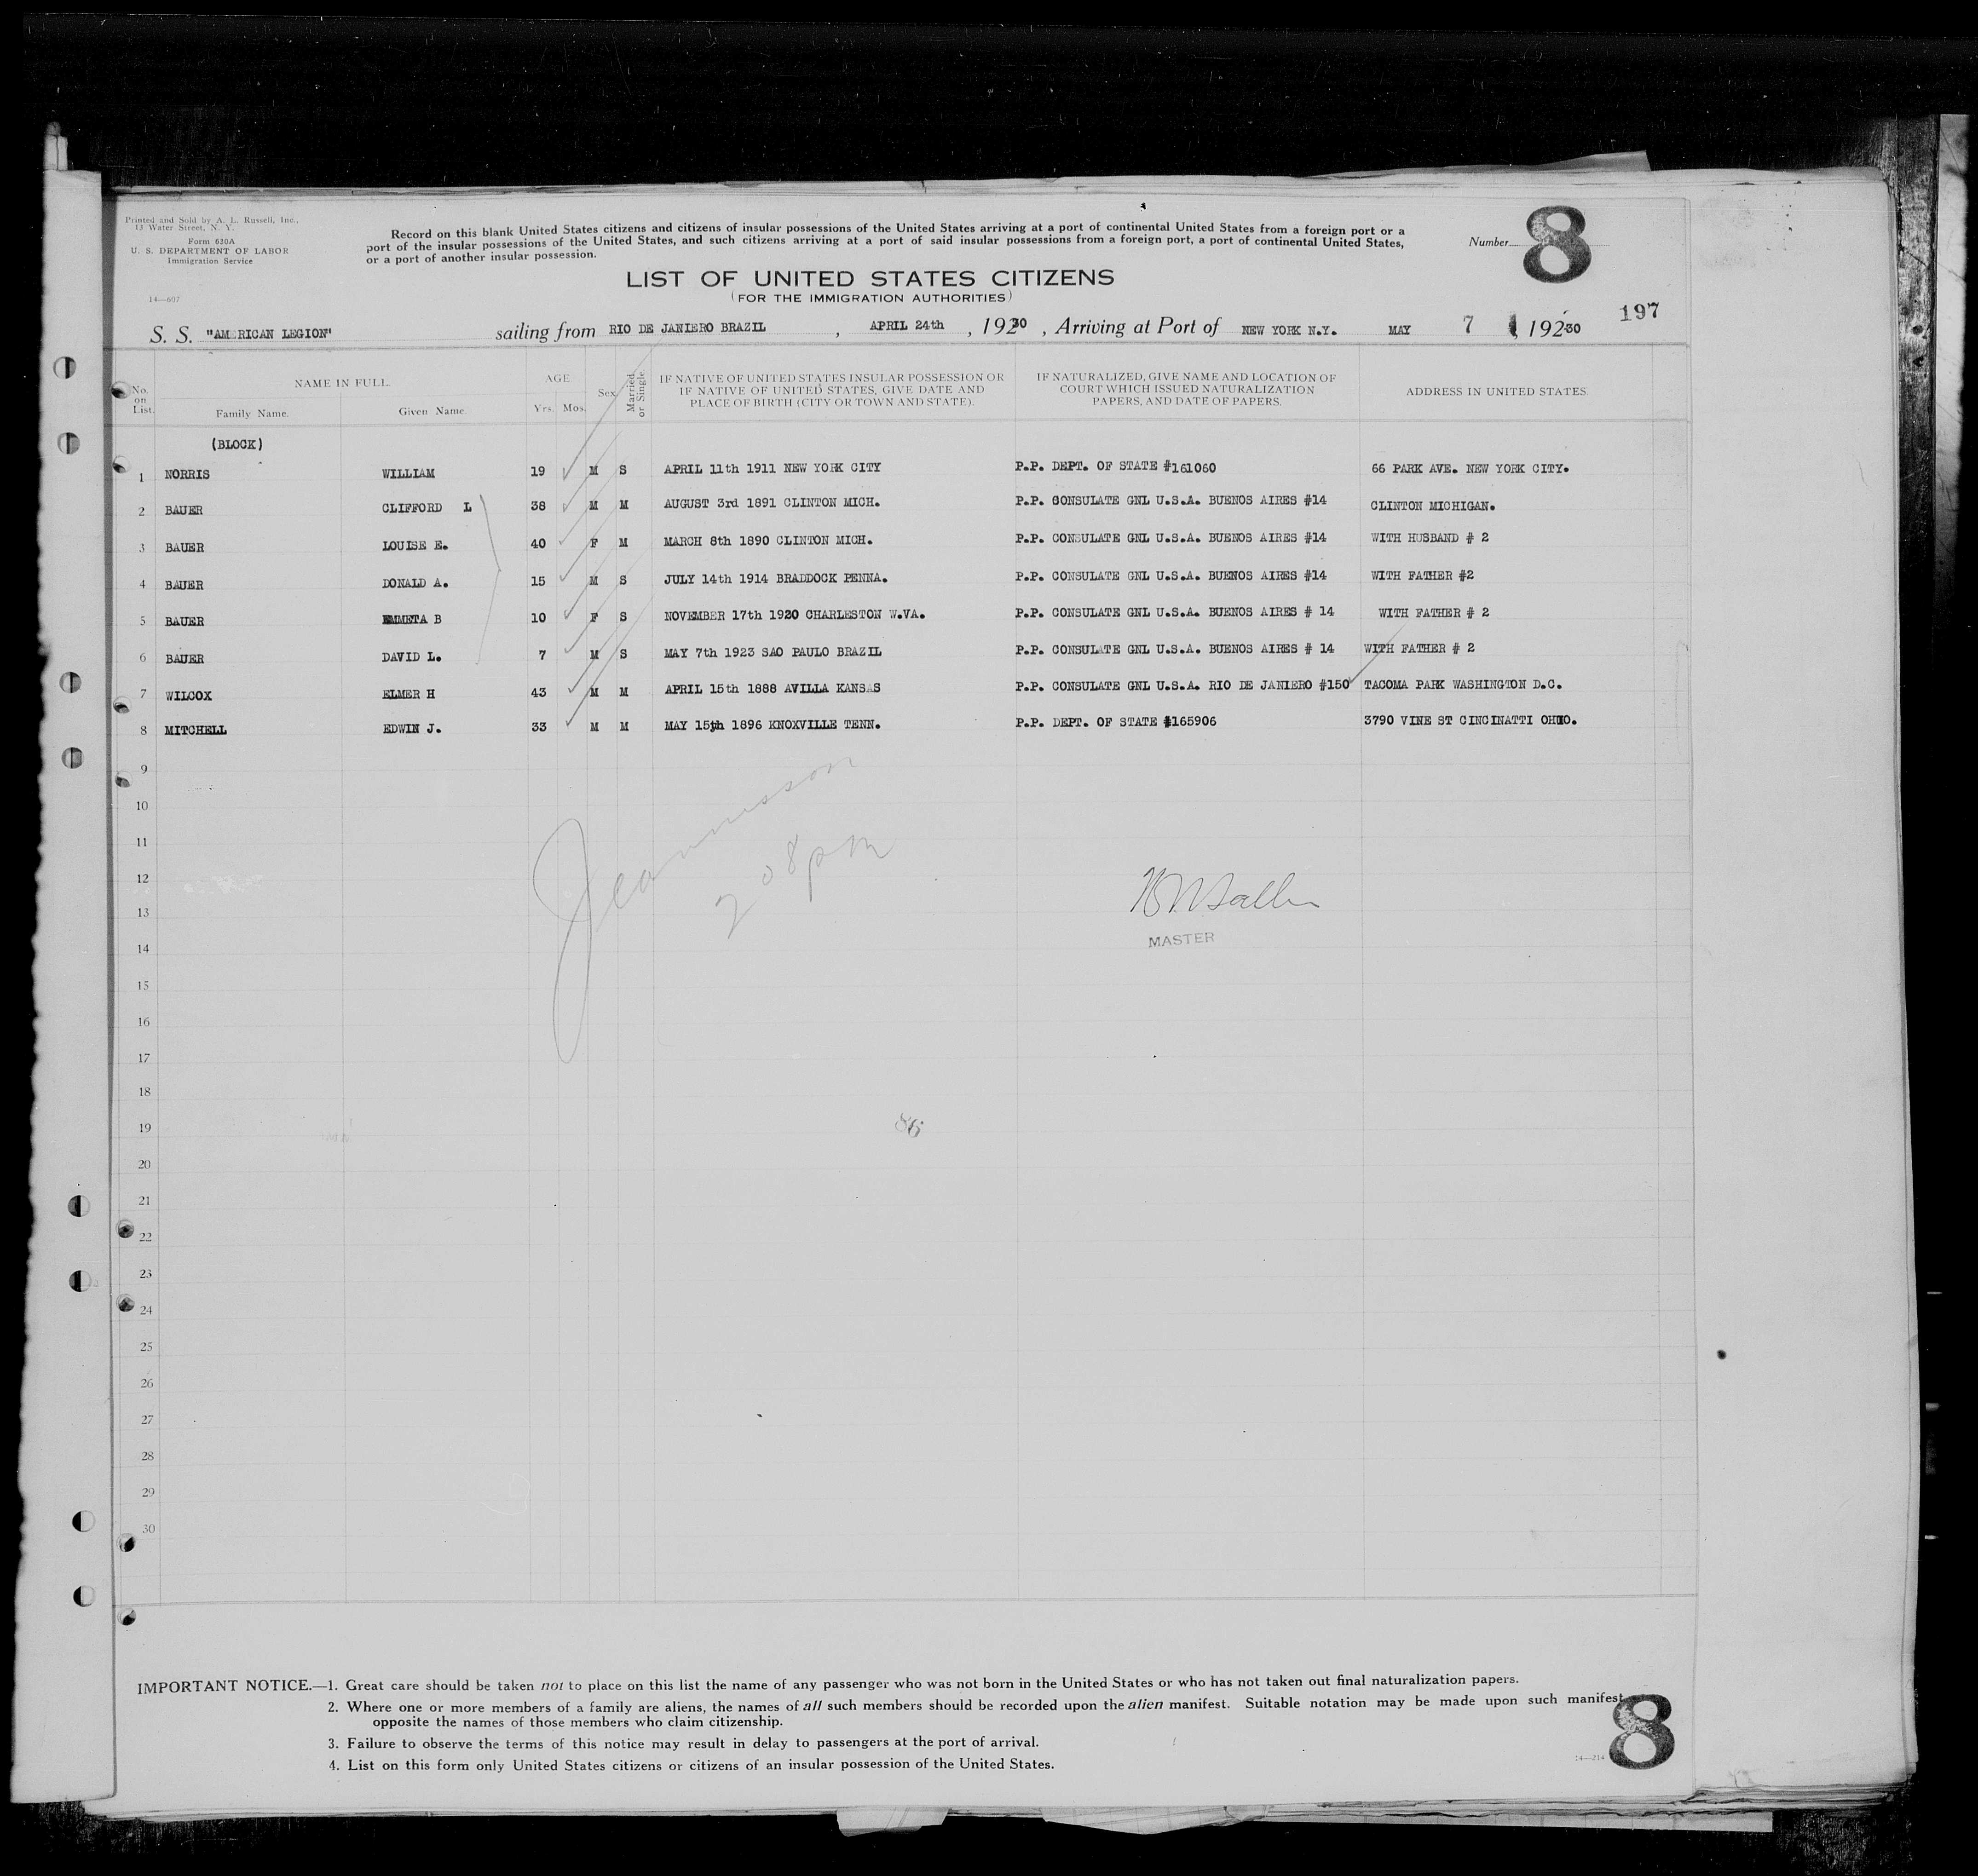 Printed and Sold by A. L. Russell, Inc.,
13 Water Street, N. Y.
Form 630A
U. S. DEPARTMENT OF LABOR
Immigration Service
14—607
Record on this blank United States citizens and citizens of insular possessions of the United States arriving at a port of continental United States from a foreign port or a
port of the insular possessions of the United States, and such citizens arriving at a port of said insular possessions from a foreign port, a port of continental United States,
or a port of another insular possession.
Number 8
LIST OF UNITED STATES CITIZENS
(FOR THE IMMIGRATION AUTHORITIES)
197
S. S. "AMERICAN LEGION" sailing from RIO DE JANIERO BRAZIL, APRIL 24th, 19230, Arriving at Port of NEW YORK N.Y. MAY 7, 19230
No. on List. NAME IN FULL. Family Name. Given Name AGE Yrs. Mos. Sex Married or Single. IF NATIVE OF UNITED STATES INSULAR POSSESSION OR IF NATIVE OF UNITED STATES, GIVE DATE AND PLACE OF BIRTH (CITY OR TOWN AND STATE). IF NATURALIZED, GIVE NAME AND LOCATION OF COURT WHICH ISSUED NATURALIZATION PAPERS, AND DATE OF PAPERS. ADDRESS IN UNITED STATES.
(BLOCK)
1 NORRIS WILLIAM 19 M S APRIL 11th 1911 NEW YORK CITY P.P. DEPT. OF STATE #161060 66 PARK AVE. NEW YORK CITY.
2 BAUER CLIFFORD L 38 M M AUGUST 3rd 1891 CLINTON MICH. P.P. CONSULATE GNL U.S.A. BUENOS AIRES #14 CLINTON MICHIGAN.
3 BAUER LOUISE E. 40 F M MARCH 8th 1890 CLINTON MICH. P.P. CONSULATE GNL U.S.A. BUENOS AIRES #14 WITH HUSBAND # 2
4 BAUER DONALD A. 15 M S JULY 14th 1914 BRADDOCK PENNA. P.P. CONSULATE GNL U.S.A. BUENOS AIRES #14 WITH FATHER #2
5 BAUER EMMETA B 10 F S NOVEMBER 17th 1920 CHARLESTON W.VA. P.P. CONSULATE GNL U.S.A. BUENOS AIRES # 14 WITH FATHER # 2
6 BAUER DAVID L. 7 M S MAY 7th 1923 SAO PAULO BRAZIL P.P. CONSULATE GNL U.S.A. BUENOS AIRES # 14 WITH FATHER # 2
7 WILCOX ELMER H 43 M M APRIL 15th 1888 AVILLA KANSAS P.P. CONSULATE GNL U.S.A. RIO DE JANIERO #150 TACOMA PARK WASHINGTON D.C.
8 MITCHELL EDWIN J. 33 M M MAY 15th 1896 KNOXVILLE TENN. P.P. DEPT. OF STATE #165906 3790 VINE ST CINCINATTI OHIO.
9
10
11
208 pm
12
13
14 MASTER
15
16
17
18
19 86
20
21
22
23
24
25
26
27
28
29
30
IMPORTANT NOTICE.—1. Great care should be taken not to place on this list the name of any passenger who was not born in the United States or who has not taken out final naturalization papers.
2. Where one or more members of a family are aliens, the names of all such members should be recorded upon the alien manifest. Suitable notation may be made upon such manifest
opposite the names of those members who claim citizenship.
3. Failure to observe the terms of this notice may result in delay to passengers at the port of arrival.
4. List on this form only United States citizens or citizens of an insular possession of the United States.
14—214
8